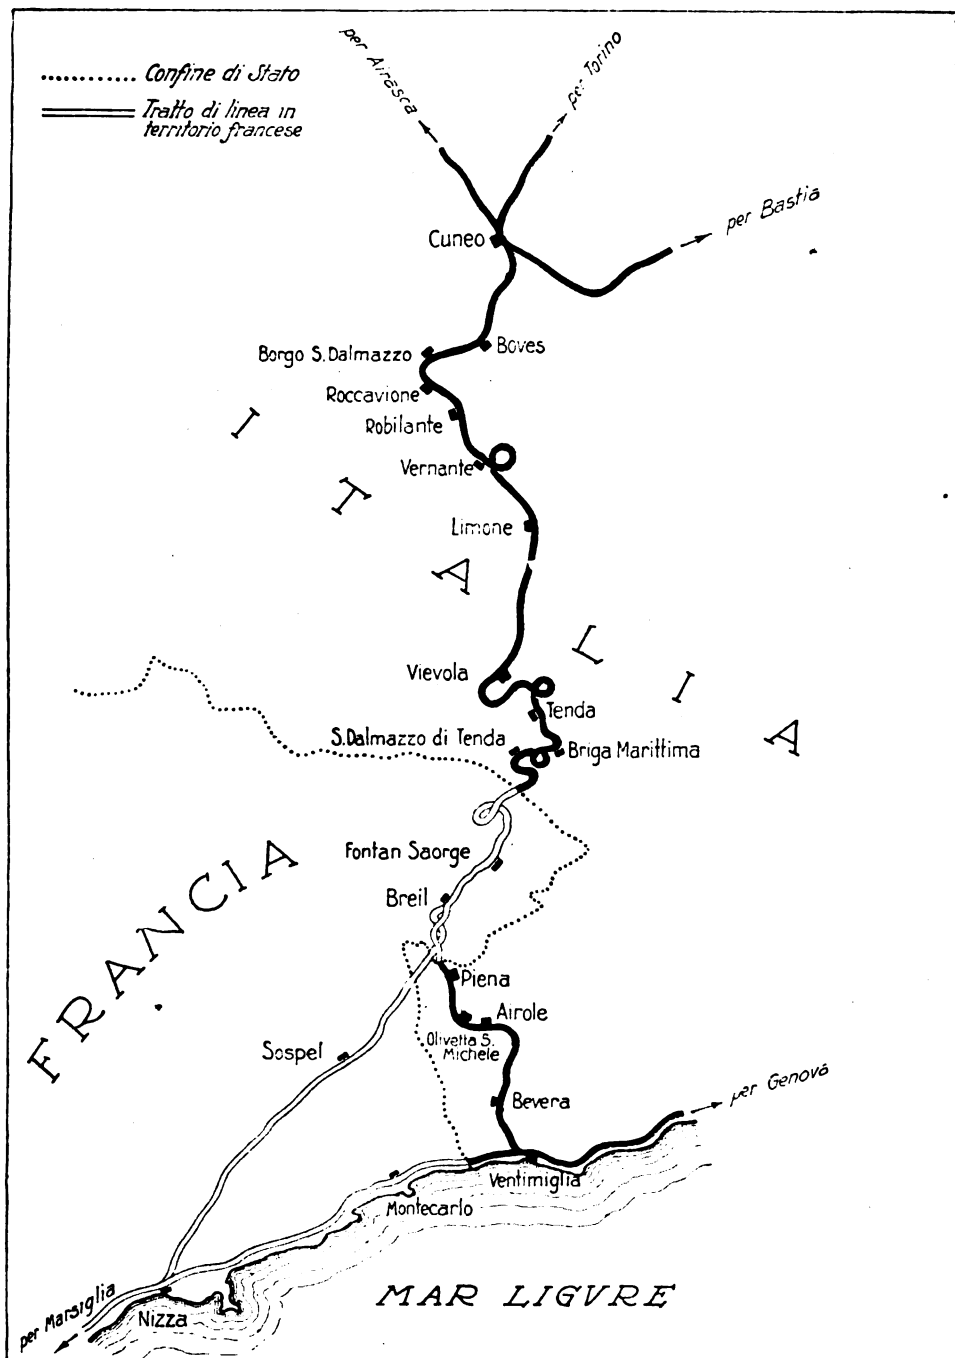 Confine di Stato
Tratto di linea in
territorio francese
per Airasca
per Torino
per Bastia
Cuneo
Boves
Borgo S. Dalmazzo
Roccavione
Robilante
Vernante
Limone
ITALIA
Vievola
Tenda
S. Dalmazzo di Tenda
Briga Marittima
FRANCIA
Fontan Saorge
Breil
Piena
Airole
Olivetta S.
Michele
Sospel
Bevera
per Genova
Ventimiglia
Montecarlo
MAR LIGVRE
per Marsiglia
Nizza